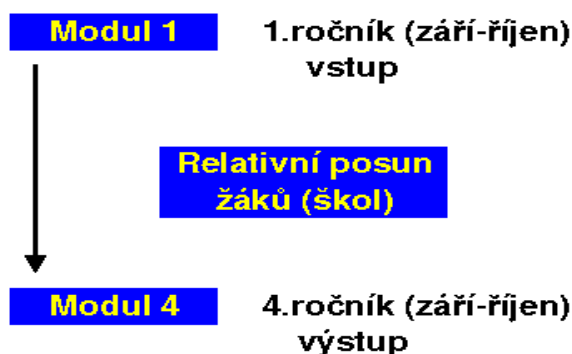 Modul 1 1.ročník (září-říjen)
vstup
Relativní posun
žáků (škol)
Modul 4 4.ročník (září-říjen)
výstup